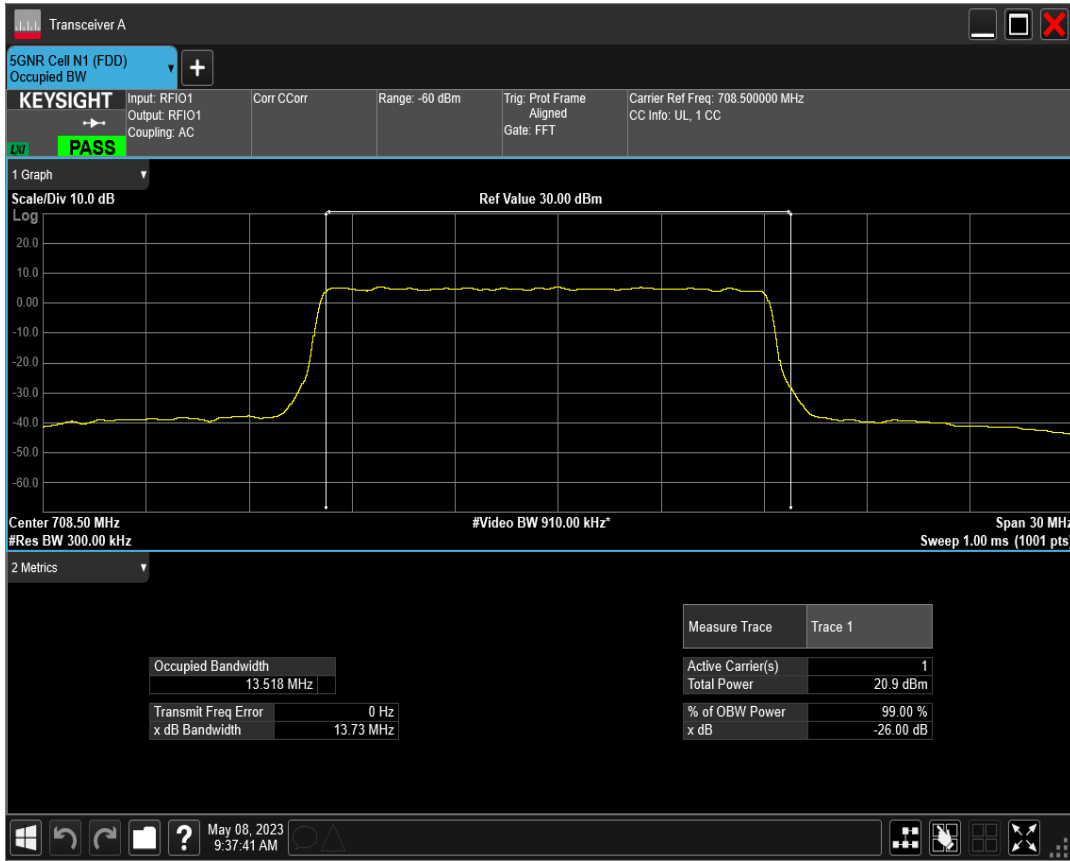 Transceiver A
5GNR Cell N1 (FDD)
Occupied BW
+
KEYSIGHT
LXI
PASS
Input: RFIO1
Output: RFIO1
Coupling: AC
Corr CCorr
Range: -60 dBm
Trig: Prot Frame
Aligned
Gate: FFT
Carrier Ref Freq: 708.500000 MHz
CC Info: UL, 1 CC
1 Graph
Scale/Div 10.0 dB
Ref Value 30.00 dBm
Log
20.0
10.0
0.00
-10.0
-20.0
-30.0
-40.0
-50.0
-60.0
Center 708.50 MHz
#Video BW 910.00 kHz*
Span 30 MHz
#Res BW 300.00 kHz
Sweep 1.00 ms (1001 pts)
2 Metrics
Measure Trace Trace 1
Occupied Bandwidth
13.518 MHz
Active Carrier(s) 1
Total Power 20.9 dBm
Transmit Freq Error 0 Hz
x dB Bandwidth 13.73 MHz
% of OBW Power 99.00 %
x dB -26.00 dB
?
May 08, 2023
9:37:41 AM